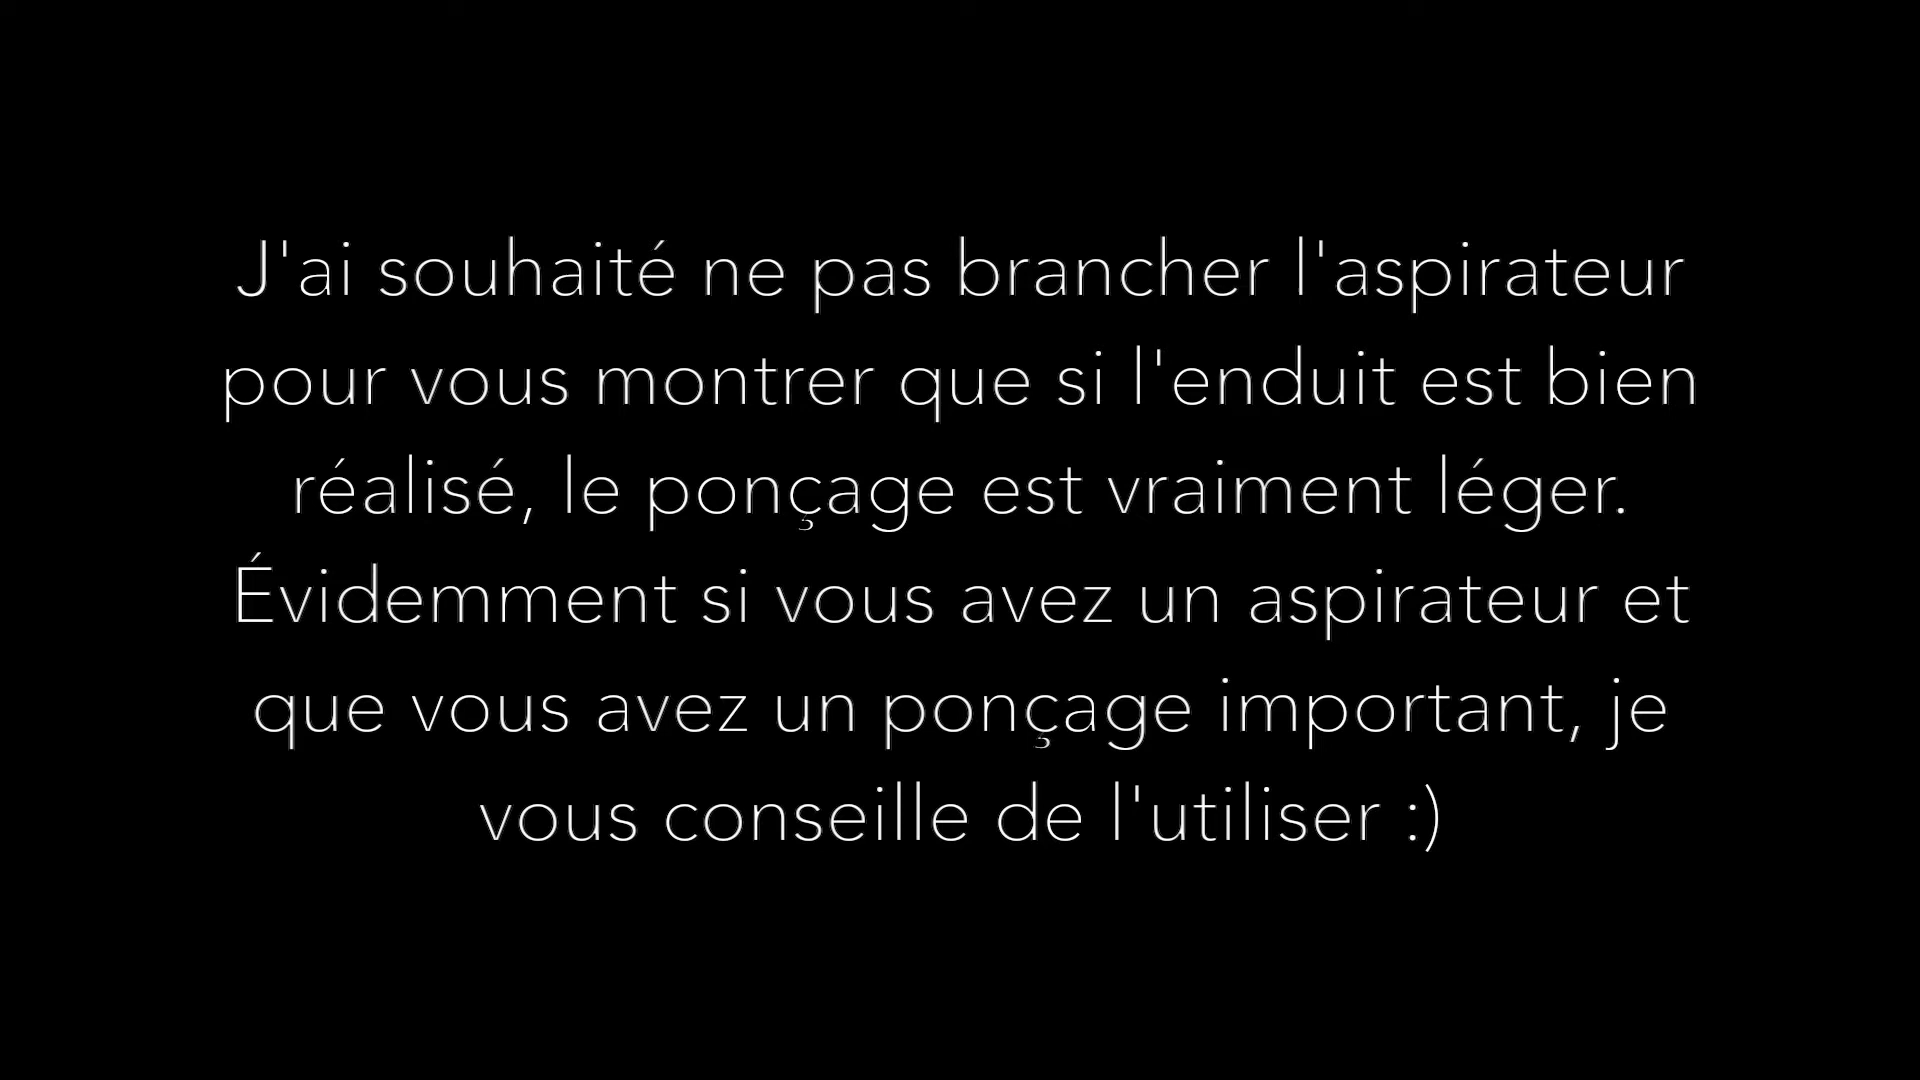 J'ai souhaité ne pas brancher l'aspirateur
pour vous montrer que si l'enduit est bien
réalisé, le ponçage est vraiment léger.
Évidemment si vous avez un aspirateur et
que vous avez un ponçage important, je
vous conseille de l'utiliser :)